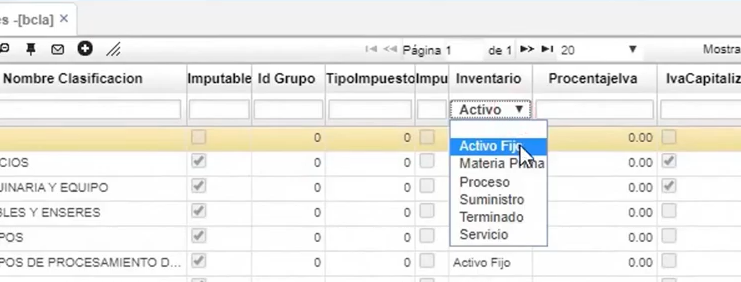 es -[bcla] ×
Página 1 de 1 20 Mostra
Nombre Clasificacion Imputable Id Grupo TipoImpuesto Impu Inventario ProcentajeIva IvaCapitaliz
Activo
0 0 0.00
CIOS 0 0 0.00
UINARIA Y EQUIPO 0 0 0.00
BLES Y ENSERES 0 0 0.00
POS 0 0 0.00
POS DE PROCESAMIENTO D... 0 0 Activo Fijo 0.00
Activo Fijo
Materia Prima
Proceso
Suministro
Terminado
Servicio